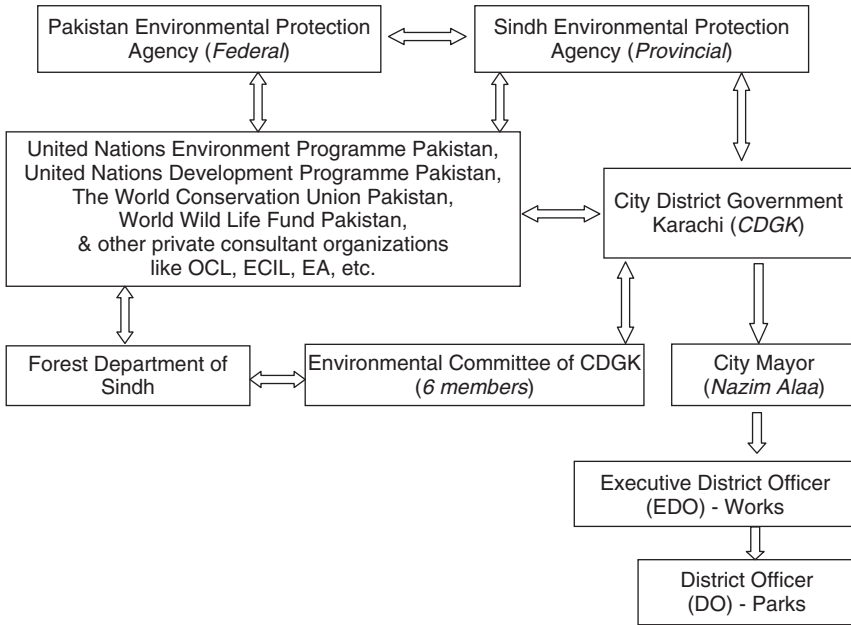 Pakistan Environmental Protection
Agency (Federal)
Sindh Environmental Protection
Agency (Provincial)
United Nations Environment Programme Pakistan,
United Nations Development Programme Pakistan,
The World Conservation Union Pakistan,
World Wild Life Fund Pakistan,
& other private consultant organizations
like OCL, ECIL, EA, etc.
City District Government
Karachi (CDGK)
Forest Department of
Sindh
Environmental Committee of CDGK
(6 members)
City Mayor
(Nazim Alaa)
Executive District Officer
(EDO) - Works
District Officer
(DO) - Parks